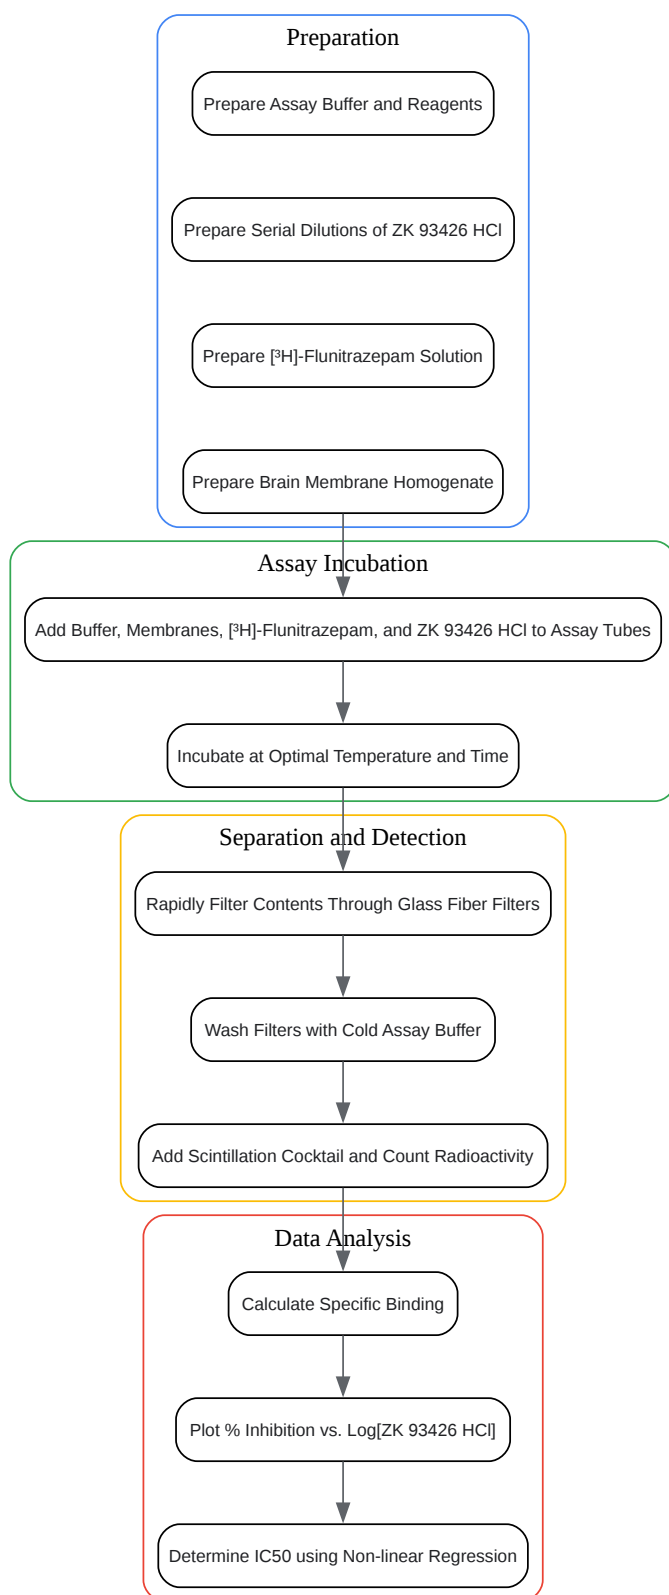 Preparation
Prepare Assay Buffer and Reagents
Prepare Serial Dilutions of ZK 93426 HCl
Prepare [³H]-Flunitrazepam Solution
Prepare Brain Membrane Homogenate
Assay Incubation
Add Buffer, Membranes, [³H]-Flunitrazepam, and ZK 93426 HCl to Assay Tubes
Incubate at Optimal Temperature and Time
Separation and Detection
Rapidly Filter Contents Through Glass Fiber Filters
Wash Filters with Cold Assay Buffer
Add Scintillation Cocktail and Count Radioactivity
Data Analysis
Calculate Specific Binding
Plot % Inhibition vs. Log[ZK 93426 HCl]
Determine IC50 using Non-linear Regression